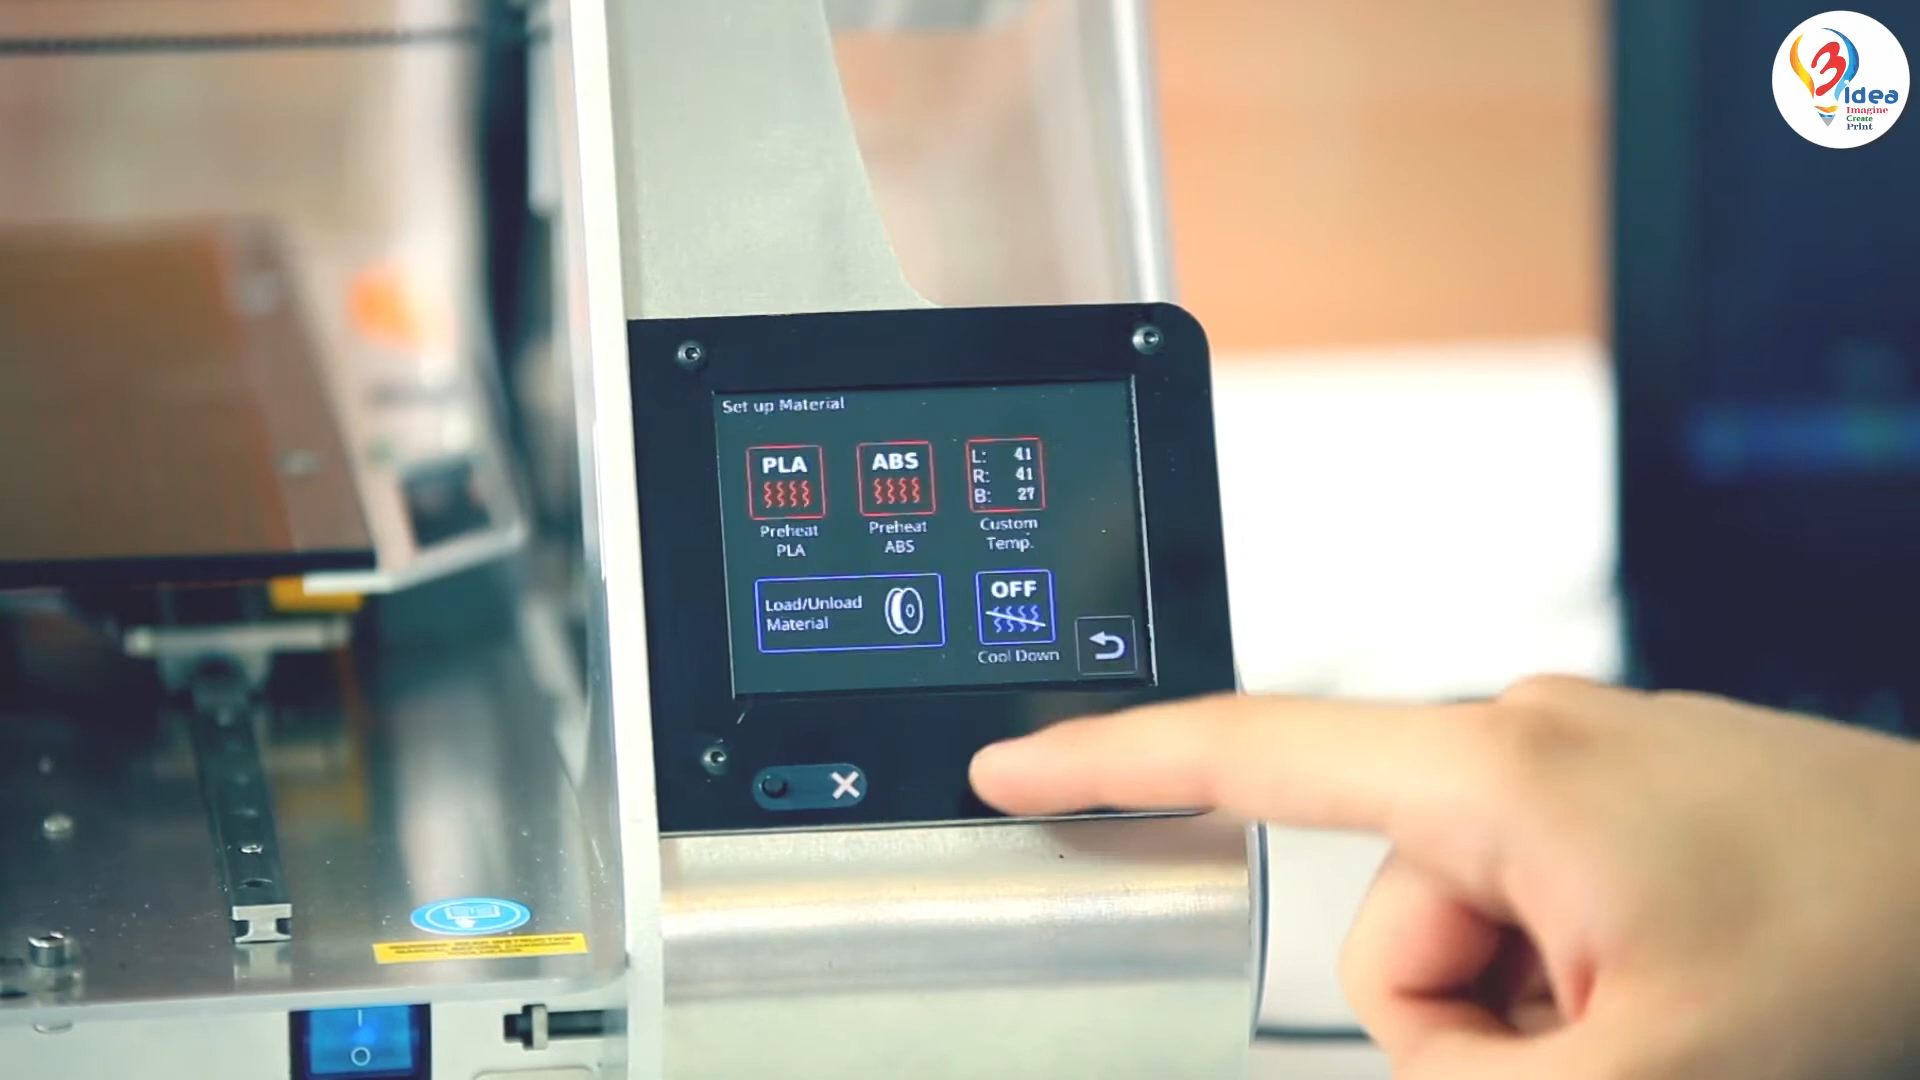 3idea
Imagine
Create
Print
Set up Material
PLA
Preheat
PLA
ABS
Preheat
ABS
L: 41
R: 41
B: 27
Custom
Temp.
Load/Unload
Material
OFF
Cool Down